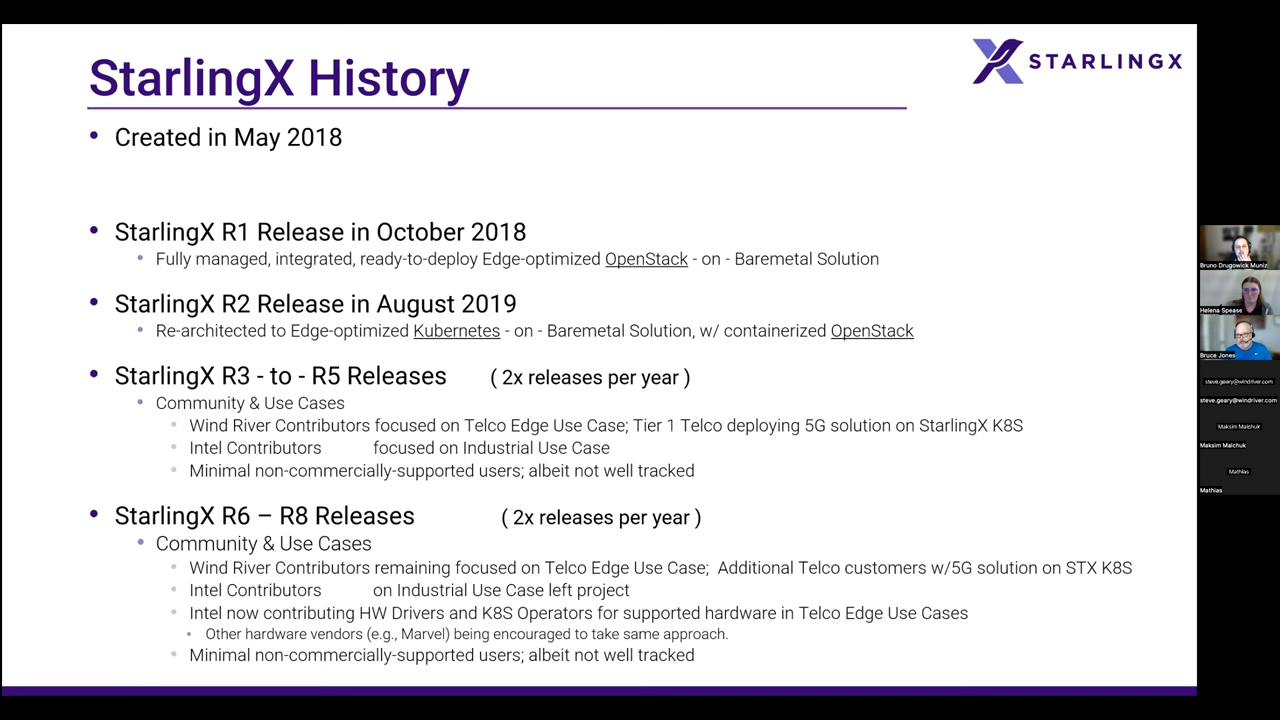 StarlingX History
STARLINGX
Created in May 2018
StarlingX R1 Release in October 2018
Fully managed, integrated, ready-to-deploy Edge-optimized OpenStack - on - Baremetal Solution
StarlingX R2 Release in August 2019
Re-architected to Edge-optimized Kubernetes - on - Baremetal Solution, w/ containerized OpenStack
StarlingX R3 - to - R5 Releases ( 2x releases per year )
Community & Use Cases
Wind River Contributors focused on Telco Edge Use Case; Tier 1 Telco deploying 5G solution on StarlingX K8S
Intel Contributors focused on Industrial Use Case
Minimal non-commercially-supported users; albeit not well tracked
StarlingX R6 – R8 Releases ( 2x releases per year )
Community & Use Cases
Wind River Contributors remaining focused on Telco Edge Use Case; Additional Telco customers w/5G solution on STX K8S
Intel Contributors on Industrial Use Case left project
Intel now contributing HW Drivers and K8S Operators for supported hardware in Telco Edge Use Cases
Other hardware vendors (e.g., Marvel) being encouraged to take same approach.
Minimal non-commercially-supported users; albeit not well tracked
Bruno Drugowick Muniz
Helena Spease
Bruce Jones
steve.geary@windriver.com
steve.geary@windriver.com
Maksim Malchuk
Maksim Malchuk
Mathias
Mathias